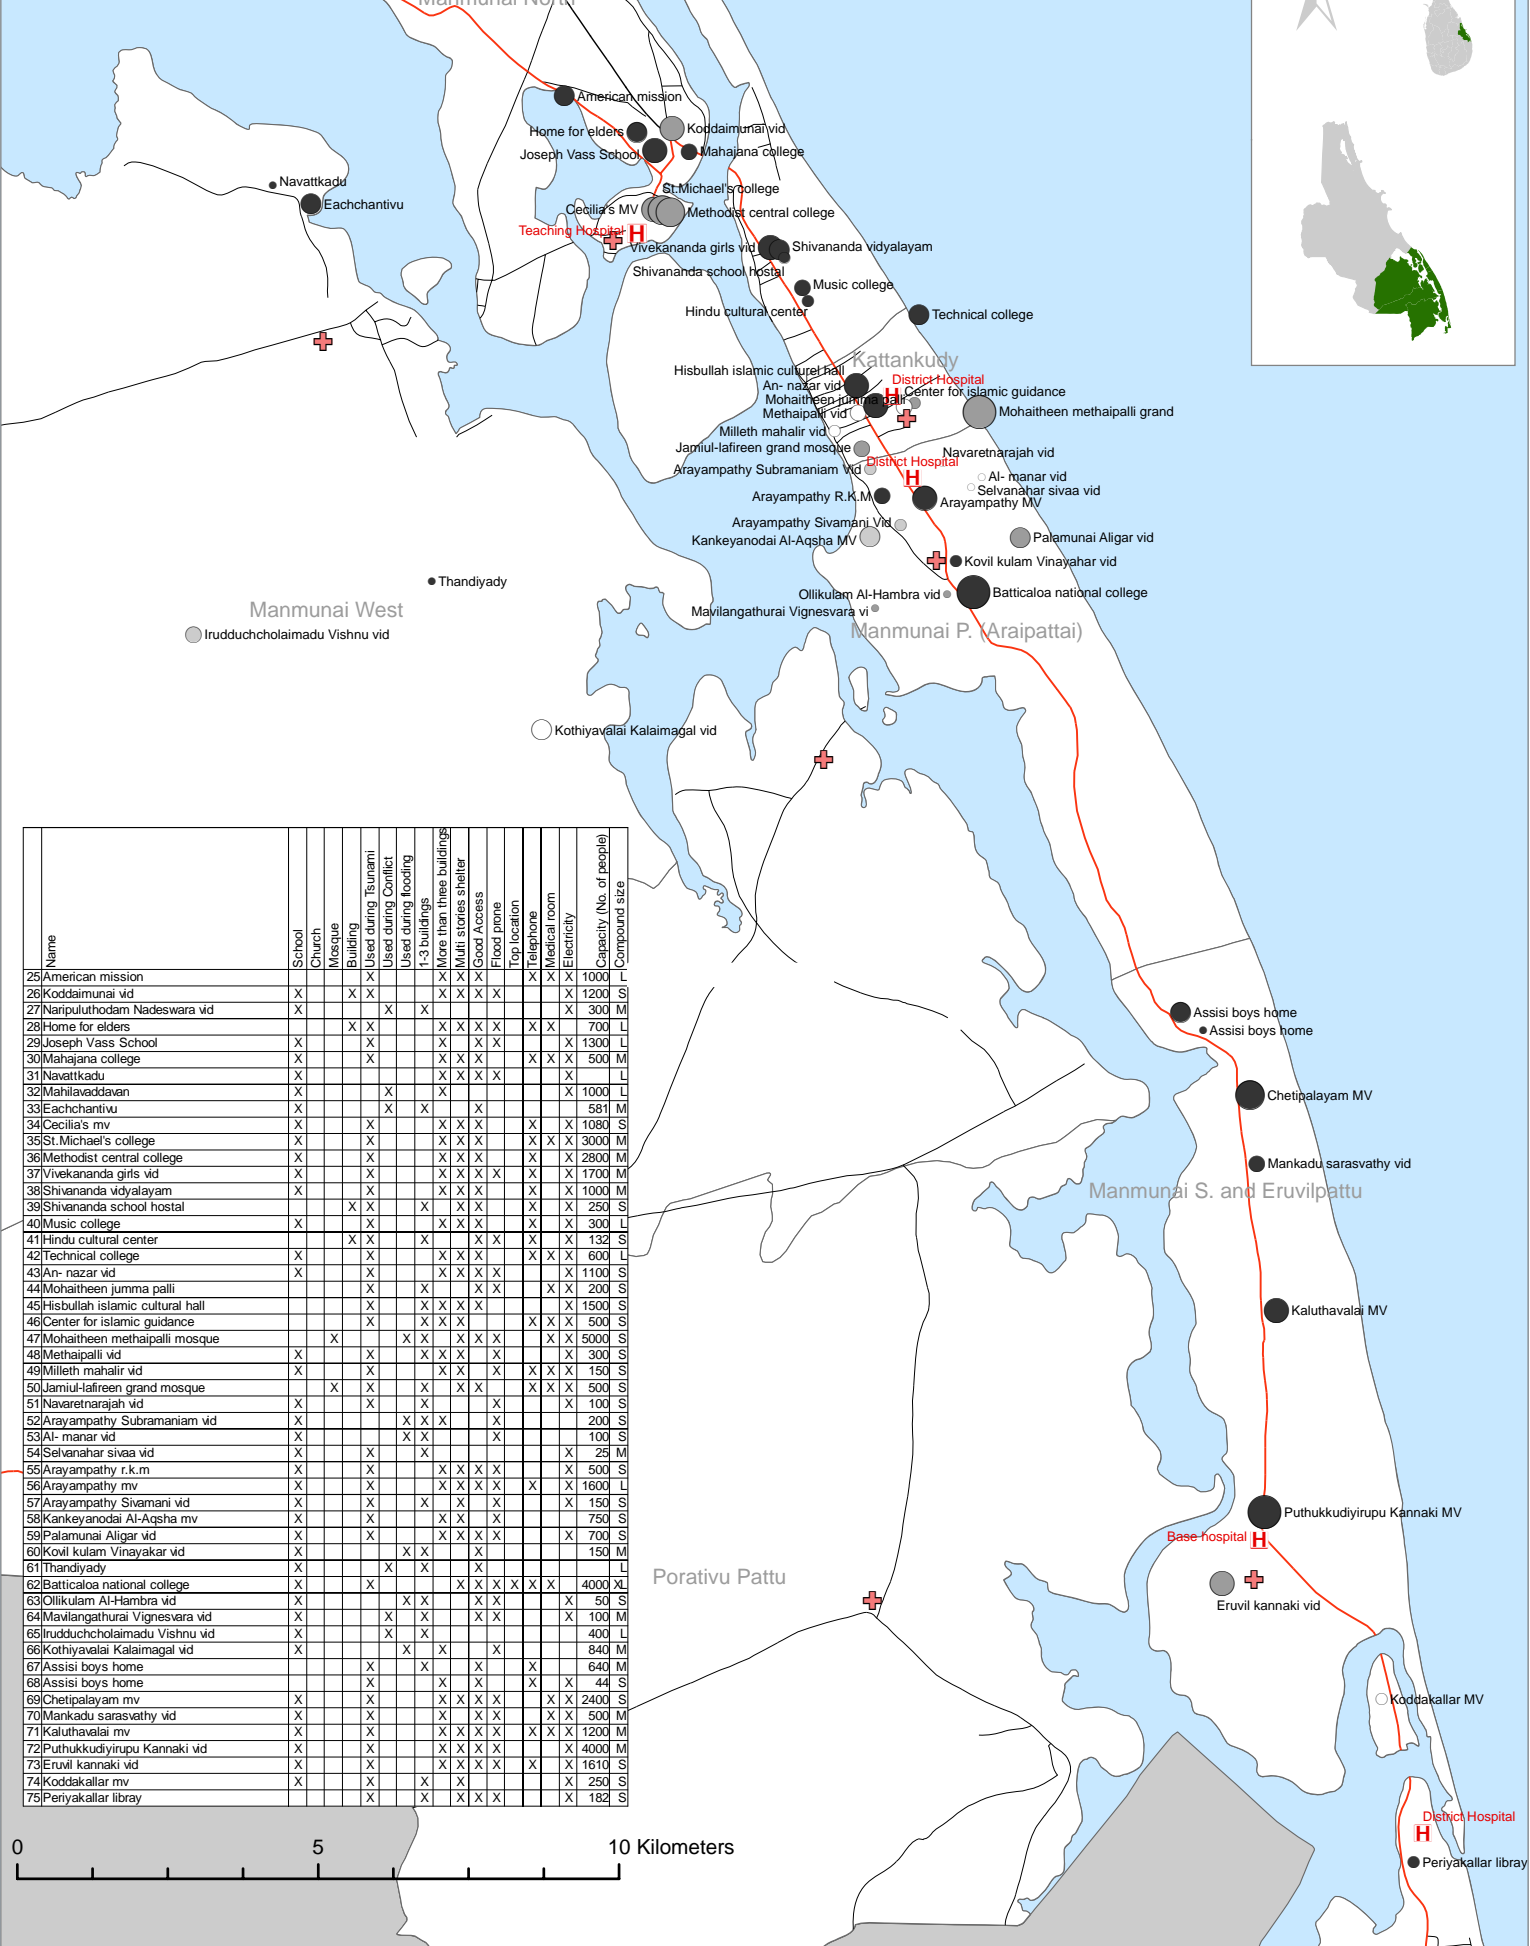 Manmunai North
American mission
Home for elders
Koddaimunai vid
Joseph Vass School
Mahajana college
Navattkadu
Eachchantivu
St.Michael's college
Cecilia's MV
Methodist central college
Teaching Hospital
H
Vivekananda girls vid
Shivananda vidyalayam
Shivananda school hostal
Music college
Hindu cultural center
Technical college
Kattankudy
Hisbullah islamic culturel hall
District Hospital
H
An- nazar vid
Center for islamic guidance
Mohaitheen jumma palli
Methaipalli vid
Mohaitheen methaipalli grand
Milleth mahalir vid
Jamiul-lafireen grand mosque
Navaretnarajah vid
District Hospital
H
Arayampathy Subramaniam Vid
Al- manar vid
Selvanahar sivaa vid
Arayampathy R.K.M
Arayampathy MV
Arayampathy Sivamani Vid
Kankeyanodai Al-Aqsha MV
Palamunai Aligar vid
Kovil kulam Vinayahar vid
Thandiyady
Ollikulam Al-Hambra vid
Batticaloa national college
Manmunai West
Mavilangathurai Vignesvara vi
Irudduchcholaimadu Vishnu vid
Manmunai P. (Araipattai)
Kothiyavalai Kalaimagal vid
Assisi boys home
Assisi boys home
Chetipalayam MV
Mankadu sarasvathy vid
Manmunai S. and Eruvilpattu
Kaluthavalai MV
Puthukkudiyirupu Kannaki MV
Base hospital
H
Porativu Pattu
Eruvil kannaki vid
Koddakallar MV
District Hospital
H
Periyakallar libray
Name School Church Mosque Building Used during Tsunami Used during Conflict Used during flooding 1-3 buildings More than three buildings Multi stories shelter Good Access Flood prone Top location Telephone Medical room Electricity Capacity (No. of people) Compound size
25 American mission X X X X X X X 1000 L
26 Koddaimunai vid X X X X X X X X 1200 S
27 Naripuluthodam Nadeswara vid X X X X 300 M
28 Home for elders X X X X X X X X 700 L
29 Joseph Vass School X X X X X X 1300 L
30 Mahajana college X X X X X X X X 500 M
31 Navattkadu X X X X X X L
32 Mahilavaddavan X X X X 1000 L
33 Eachchantivu X X X X 581 M
34 Cecilia's mv X X X X X X X 1080 S
35 St.Michael's college X X X X X X X X 3000 M
36 Methodist central college X X X X X X X 2800 M
37 Vivekananda girls vid X X X X X X X X 1700 M
38 Shivananda vidyalayam X X X X X X X 1000 M
39 Shivananda school hostal X X X X X X X 250 S
40 Music college X X X X X X X 300 L
41 Hindu cultural center X X X X X X X 132 S
42 Technical college X X X X X X X X 600 L
43 An- nazar vid X X X X X X X 1100 S
44 Mohaitheen jumma palli X X X X X X 200 S
45 Hisbullah islamic cultural hall X X X X X X 1500 S
46 Center for islamic guidance X X X X X X X 500 S
47 Mohaitheen methaipalli mosque X X X X X X X X 5000 S
48 Methaipalli vid X X X X X X X 300 S
49 Milleth mahalir vid X X X X X X X X 150 S
50 Jamiul-lafireen grand mosque X X X X X X X X 500 S
51 Navaretnarajah vid X X X X X 100 S
52 Arayampathy Subramaniam vid X X X X X 200 S
53 Al- manar vid X X X X 100 S
54 Selvanahar sivaa vid X X X X 25 M
55 Arayampathy r.k.m X X X X X X X 500 S
56 Arayampathy mv X X X X X X X X 1600 L
57 Arayampathy Sivamani vid X X X X X X 150 S
58 Kankeyanodai Al-Aqsha mv X X X X X 750 S
59 Palamunai Aligar vid X X X X X X X 700 S
60 Kovil kulam Vinayakar vid X X X X 150 M
61 Thandiyady X X X X L
62 Batticaloa national college X X X X X X X X 4000 XL
63 Ollikulam Al-Hambra vid X X X X X X 50 S
64 Mavilangathurai Vignesvara vid X X X X X X 100 M
65 Irudduchcholaimadu Vishnu vid X X X 400 L
66 Kothiyavalai Kalaimagal vid X X X X 840 M
67 Assisi boys home X X X X 640 M
68 Assisi boys home X X X X X 44 S
69 Chetipalayam mv X X X X X X X X 2400 S
70 Mankadu sarasvathy vid X X X X X X X 500 M
71 Kaluthavalai mv X X X X X X X X X 1200 M
72 Puthukkudiyirupu Kannaki vid X X X X X X X 4000 M
73 Eruvil kannaki vid X X X X X X X X 1610 S
74 Koddakallar mv X X X X X 250 S
75 Periyakallar libray X X X X X X 182 S
0 5 10 Kilometers